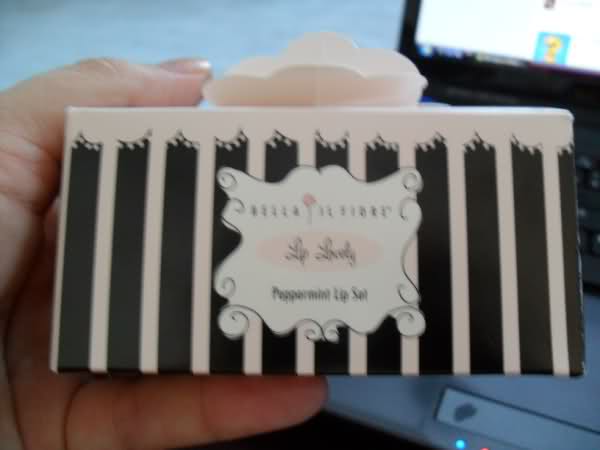 BELLA IL FIORE
Lip Lovely
Peppermint Lip Set